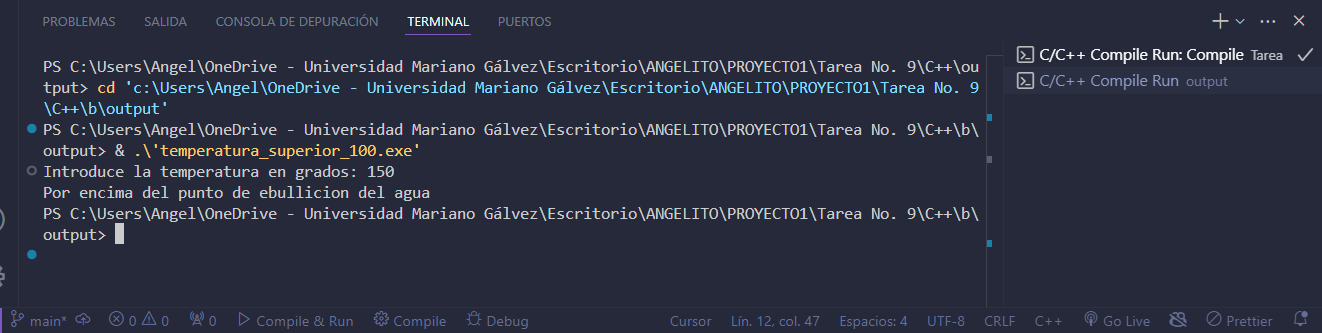 PROBLEMAS SALIDA CONSOLA DE DEPURACIÓN TERMINAL PUERTOS
PS C:\Users\Angel\OneDrive - Universidad Mariano Gálvez\Escritorio\ANGELITO\PROYECTO1\Tarea No. 9\C++\ou
tput> cd 'c:\Users\Angel\OneDrive - Universidad Mariano Gálvez\Escritorio\ANGELITO\PROYECTO1\Tarea No. 9
\C++\b\output'
PS C:\Users\Angel\OneDrive - Universidad Mariano Gálvez\Escritorio\ANGELITO\PROYECTO1\Tarea No. 9\C++\b\
output> & .\'temperatura_superior_100.exe'
Introduce la temperatura en grados: 150
Por encima del punto de ebullicion del agua
PS C:\Users\Angel\OneDrive - Universidad Mariano Gálvez\Escritorio\ANGELITO\PROYECTO1\Tarea No. 9\C++\b\
output>
C/C++ Compile Run: Compile Tarea
C/C++ Compile Run output
main* 0 0 0 Compile & Run Compile Debug Cursor Lín. 12, col. 47 Espacios: 4 UTF-8 CRLF C++ Go Live Prettier